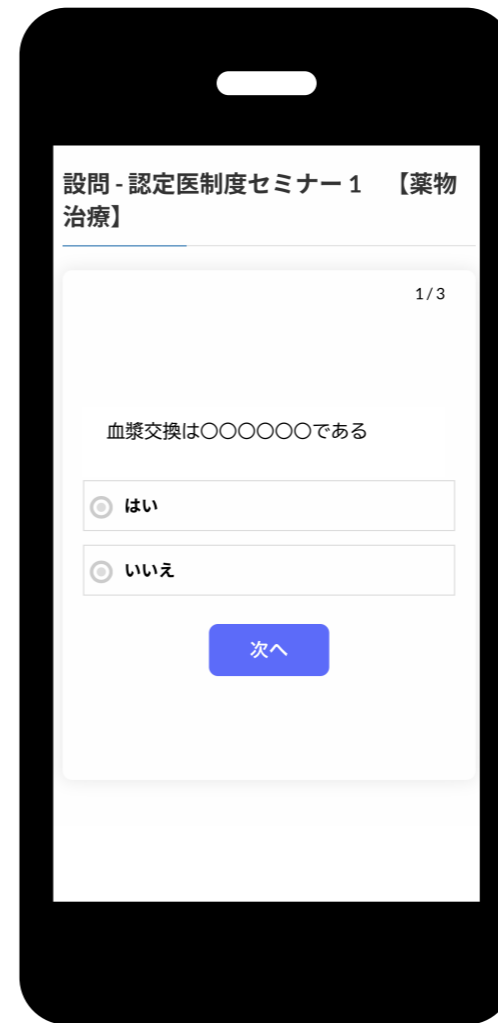 設問 - 認定医制度セミナー 1　【薬物
治療】
1 / 3
血漿交換は〇〇〇〇〇〇である
はい
いいえ
次へ